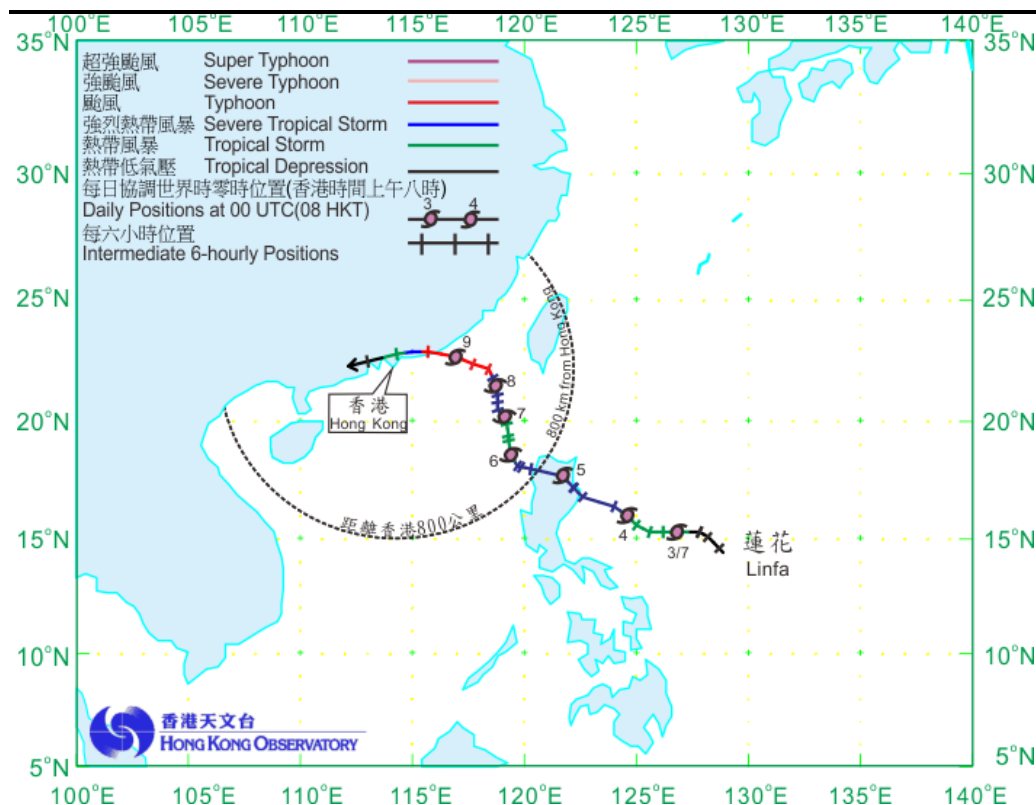 100°E 105°E 110°E 115°E 120°E 125°E 130°E 135°E 140°E
35°N 35°N
超強颱風 Super Typhoon
強颱風 Severe Typhoon
颱風 Typhoon
強烈熱帶風暴 Severe Tropical Storm
熱帶風暴 Tropical Storm
熱帶低氣壓 Tropical Depression
30°N 30°N
每日協調世界時零時位置(香港時間上午八時)
Daily Positions at 00 UTC(08 HKT)
3 4
每六小時位置
Intermediate 6-hourly Positions
25°N 25°N
800 km from Hong Kong
9
8
香港
Hong Kong
7
20°N 20°N
6
5
距離香港800公里
4
3/7
蓮花
Linfa
15°N 15°N
10°N 10°N
香港天文台
HONG KONG OBSERVATORY
5°N 5°N
100°E 105°E 110°E 115°E 120°E 125°E 130°E 135°E 140°E